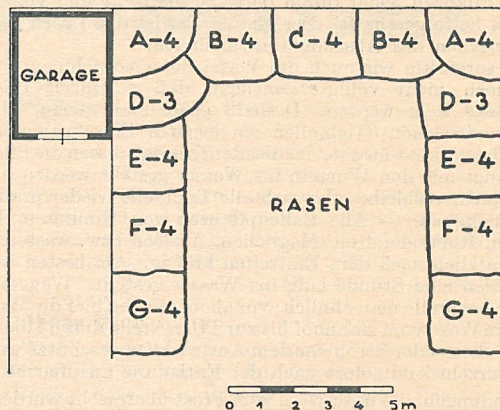 A-4 B-4 C-4 B-4 A-4
GARAGE
D-3 D-3
E-4 E-4
RASEN
F-4 F-4
G-4 G-4
0 1 2 3 4 5m